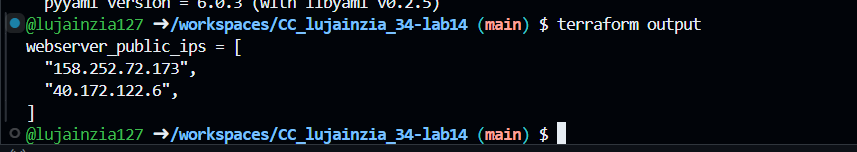 pyyaml version = 6.0.3 (with libyaml v0.2.5)
@lujainzia127 ➜/workspaces/CC_lujainzia_34-lab14 (main) $ terraform output
webserver_public_ips = [
  "158.252.72.173",
  "40.172.122.6",
]
@lujainzia127 ➜/workspaces/CC_lujainzia_34-lab14 (main) $